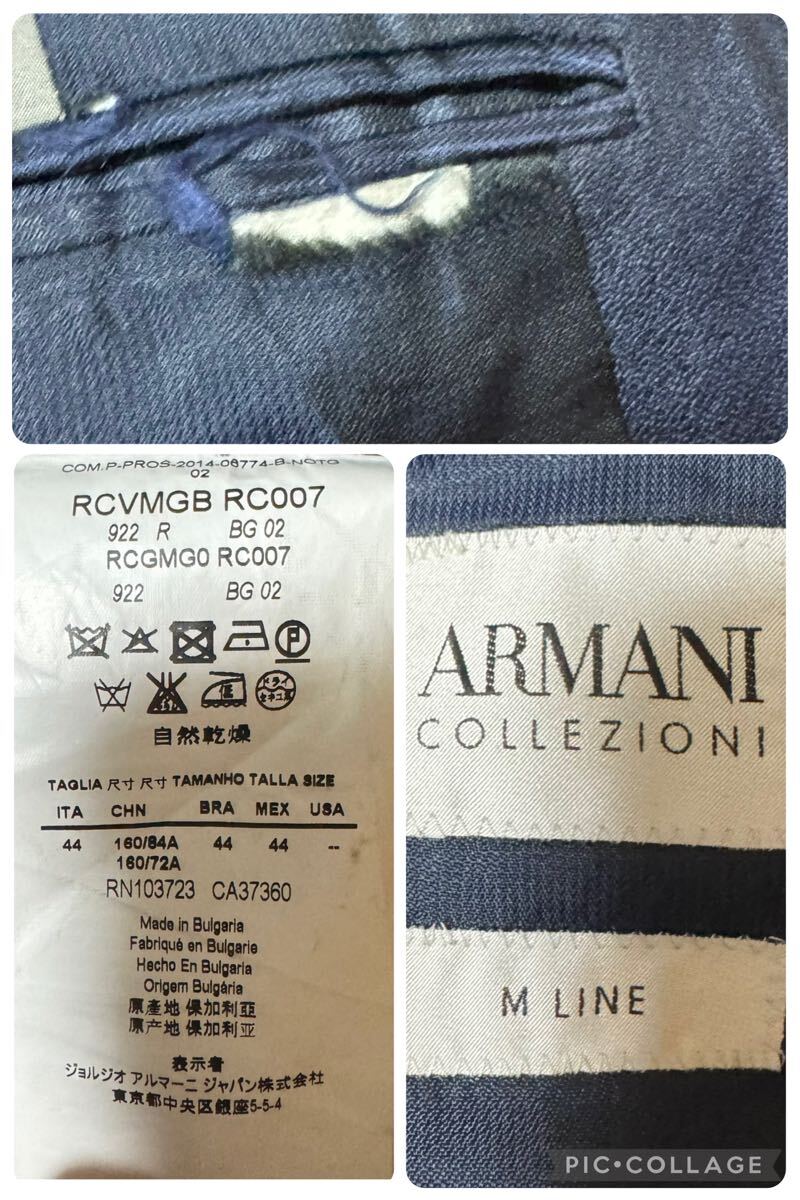 COM.P-PROS-2014-06774-B-NOTO
02
RCVMGB RC007
922 R BG 02
RCGMG0 RC007
922 BG 02
自然乾燥
TAGLIA 尺寸 尺寸 TAMANHO TALLA SIZE
ITA CHN BRA MEX USA
44 160/84A 44 44 --
160/72A
RN103723 CA37360
Made in Bulgaria
Fabriqué en Bulgarie
Hecho En Bulgaria
Origem Bulgária
原產地 保加利亞
原产地 保加利亚
表示者
ジョルジオ アルマーニ ジャパン株式会社
東京都中央区銀座5-5-4
ARMANI
COLLEZIONI
M LINE
PIC•COLLAGE